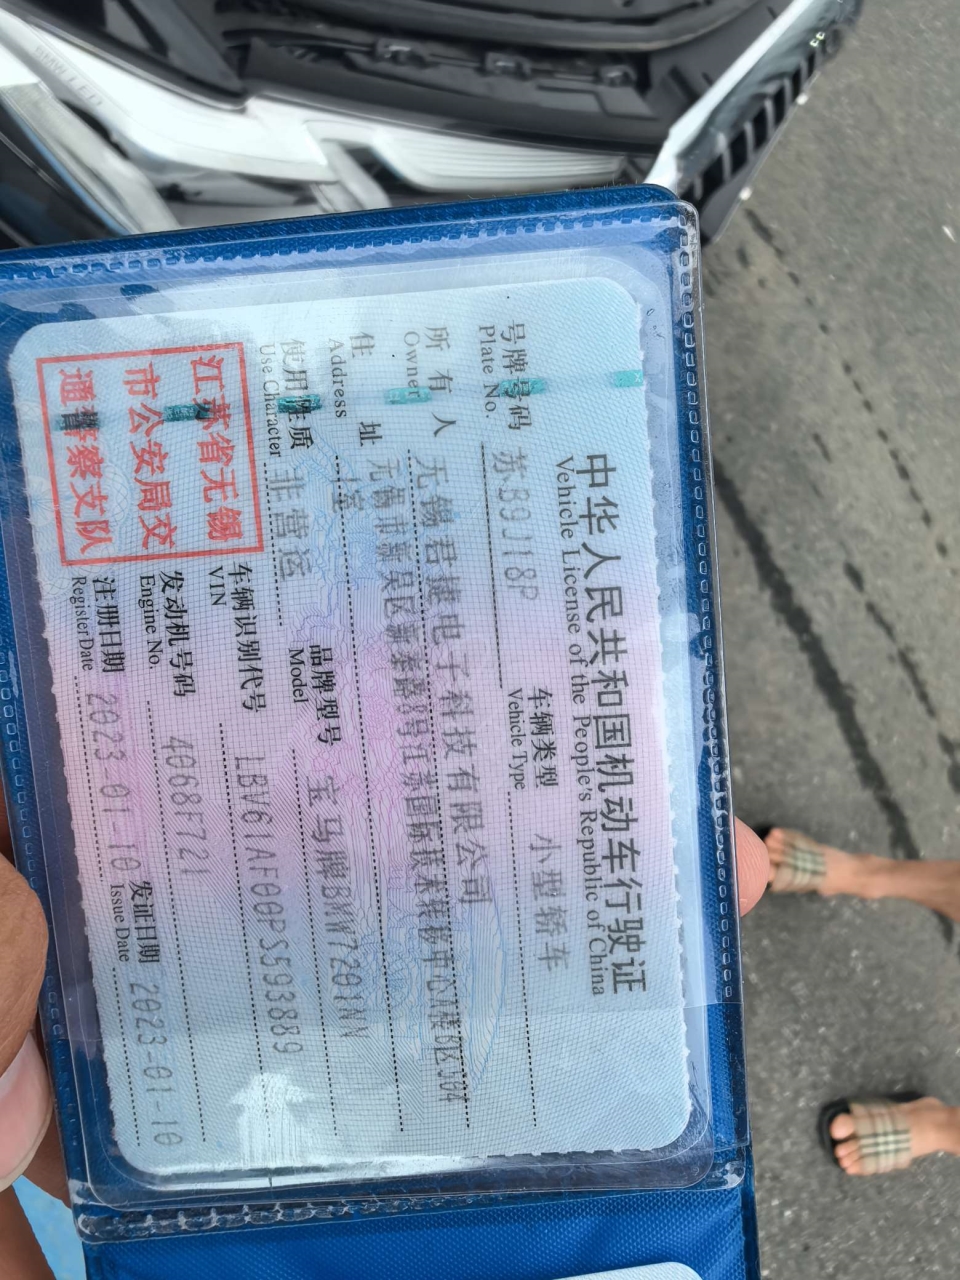 中华人民共和国机动车行驶证
Vehicle License of the People's Republic of China
号牌号码 苏B9J18P 车辆类型 小型轿车
Plate No. Vehicle Type
所有人 无锡君捷电子科技有限公司
Owner
住址 无锡市新吴区新泰路8号江苏国际技术转移中心A楼B区504
Address 室
使用性质 非营运 品牌型号 宝马牌BMW7201NN
Use Character Model
江苏省无锡
市公安局交
通警察支队
车辆识别代号 LBV61AF00PS593889
VIN
发动机号码 4068F721
Engine No.
注册日期 2023-01-10 发证日期 2023-01-10
Register Date Issue Date